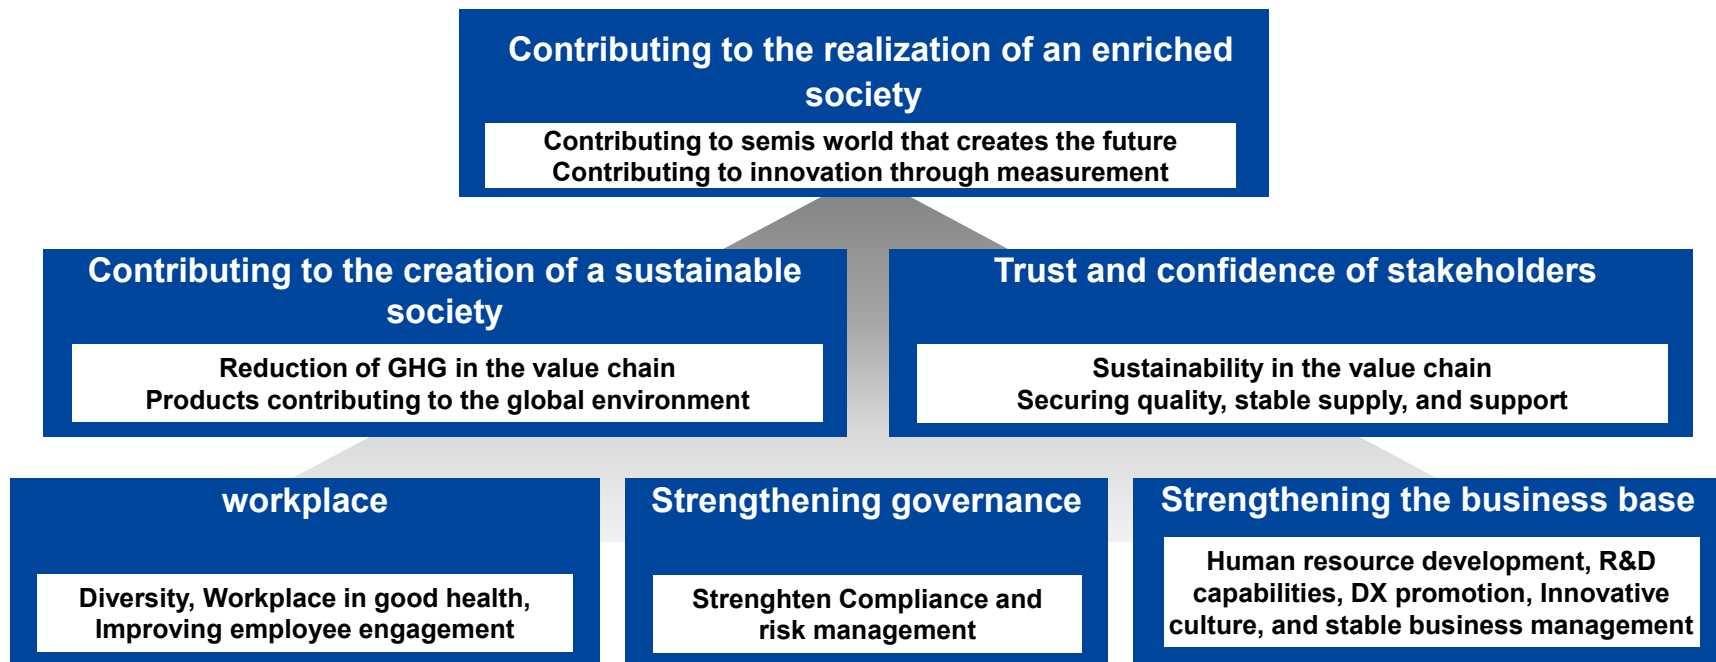 Contributing to the realization of an enriched
society
Contributing to semis world that creates the future
Contributing to innovation through measurement
Contributing to the creation of a sustainable
society
Reduction of GHG in the value chain
Products contributing to the global environment
Trust and confidence of stakeholders
Sustainability in the value chain
Securing quality, stable supply, and support
workplace
Diversity, Workplace in good health,
Improving employee engagement
Strengthening governance
Strenghten Compliance and
risk management
Strengthening the business base
Human resource development, R&D
capabilities, DX promotion, Innovative
culture, and stable business management